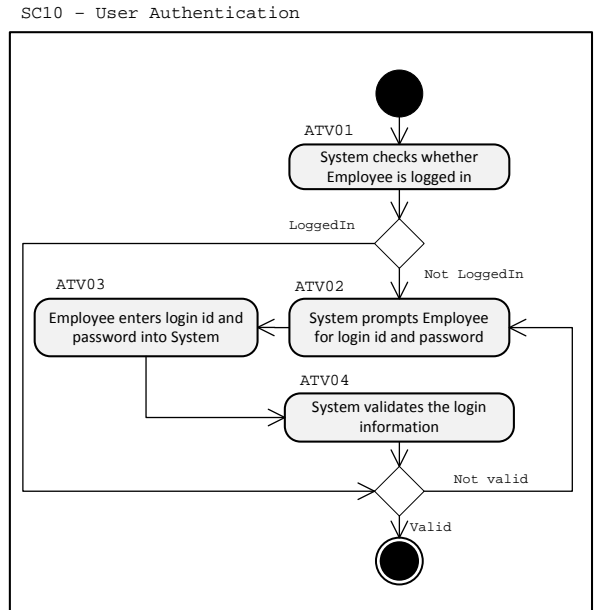 SC10 – User Authentication
ATV01
System checks whether
Employee is logged in
LoggedIn
Not LoggedIn
ATV03
ATV02
Employee enters login id and
password into System
System prompts Employee
for login id and password
ATV04
System validates the login
information
Not valid
Valid